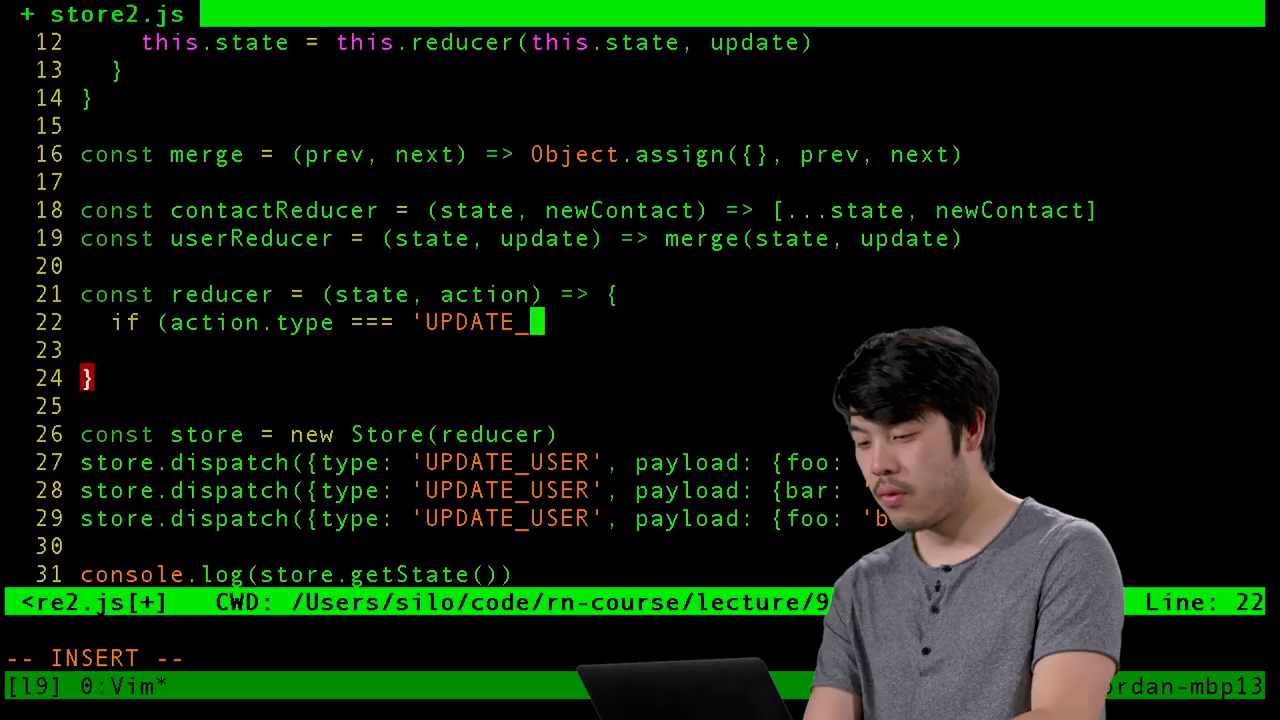 + store2.js
12 this.state = this.reducer(this.state, update)
13 }
14 }
15
16 const merge = (prev, next) => Object.assign({}, prev, next)
17
18 const contactReducer = (state, newContact) => [...state, newContact]
19 const userReducer = (state, update) => merge(state, update)
20
21 const reducer = (state, action) => {
22 if (action.type === 'UPDATE_
23
24 }
25
26 const store = new Store(reducer)
27 store.dispatch({type: 'UPDATE_USER', payload: {foo:
28 store.dispatch({type: 'UPDATE_USER', payload: {bar:
29 store.dispatch({type: 'UPDATE_USER', payload: {foo: 'b
30
31 console.log(store.getState())
<re2.js[+] CWD: /Users/silo/code/rn-course/lecture/9 Line: 22
-- INSERT --
[l9] 0:Vim* ordan-mbp13